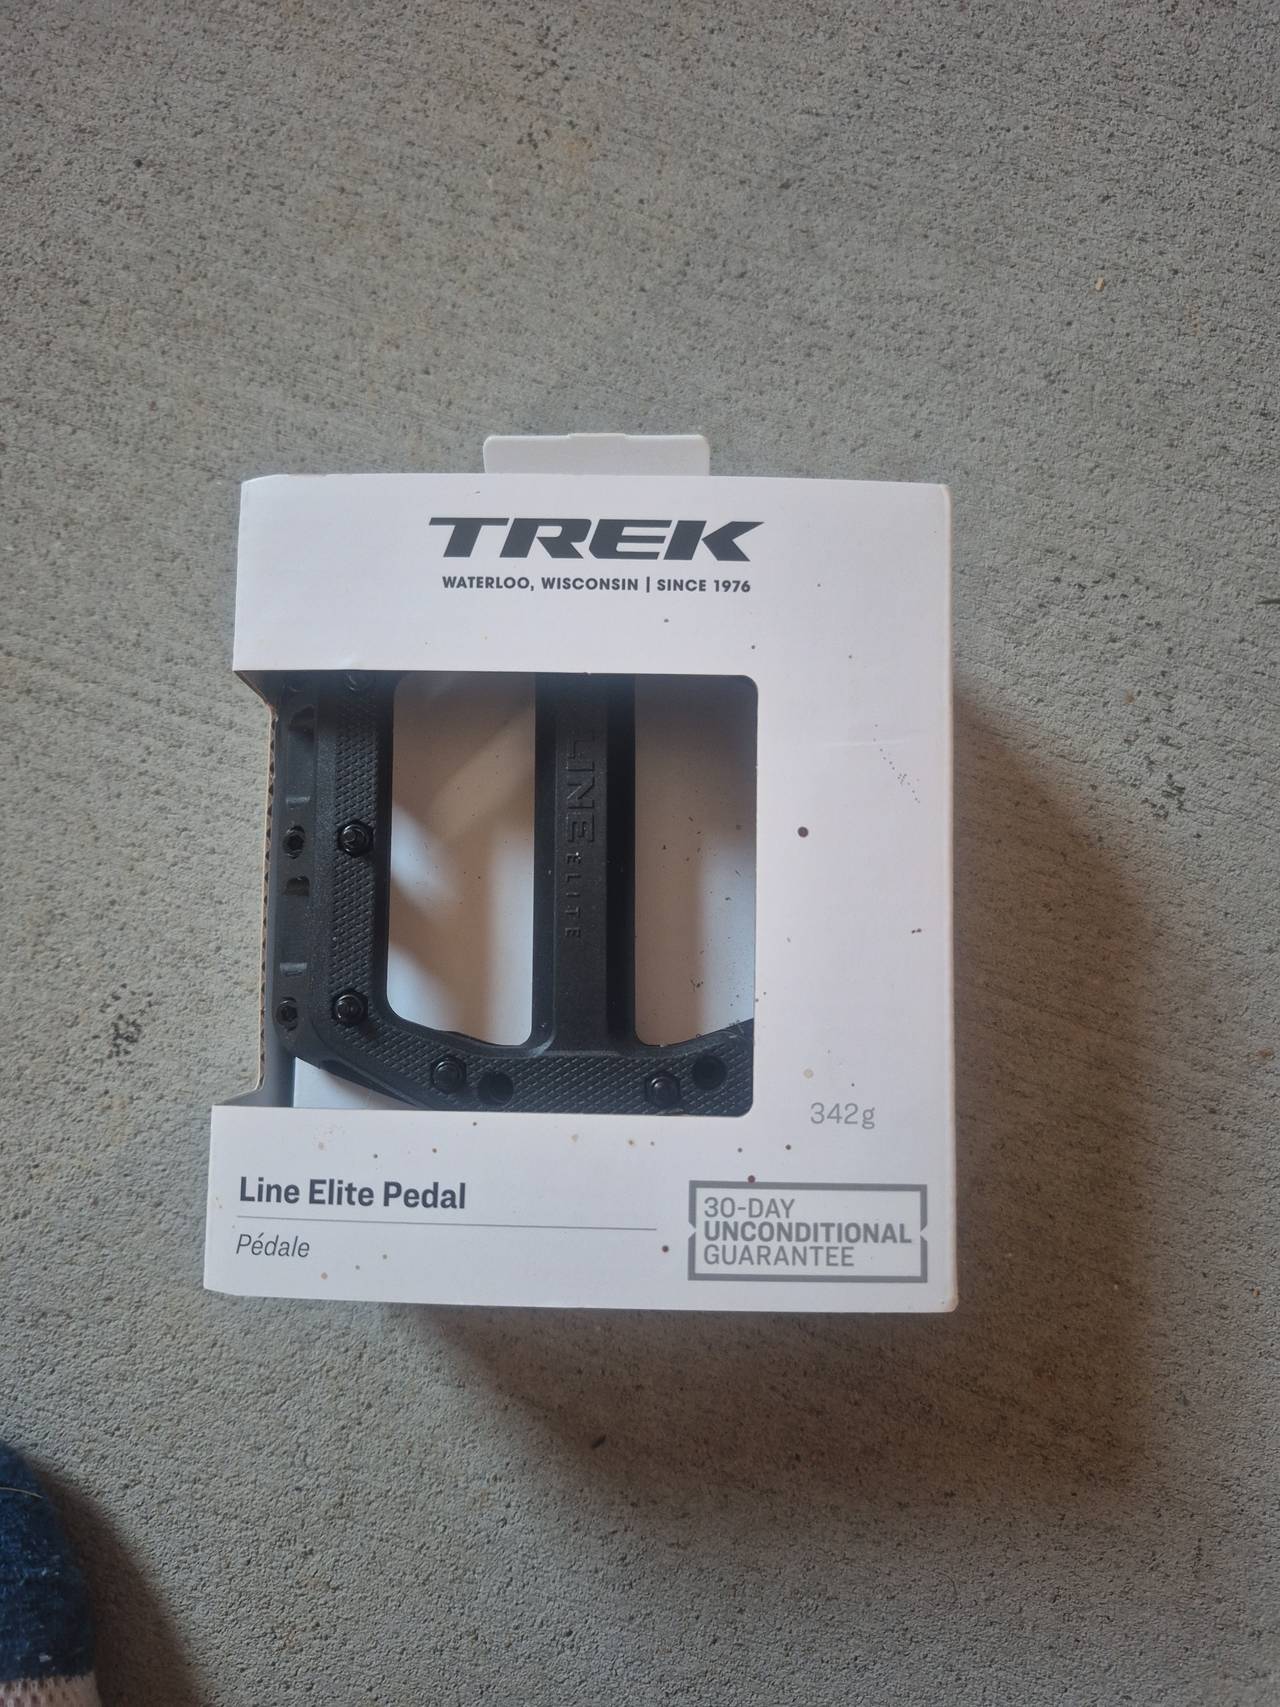 TREK
WATERLOO, WISCONSIN | SINCE 1976
LINE ELITE
342g
Line Elite Pedal
Pédale
30-DAY
UNCONDITIONAL
GUARANTEE